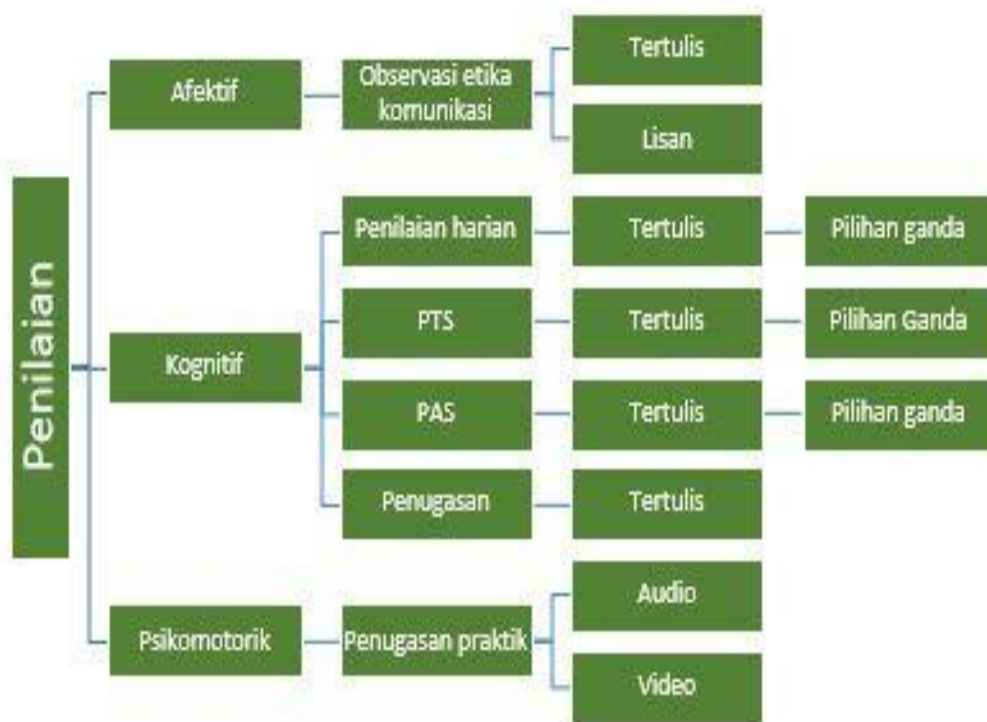 Penilaian
Afektif
Observasi etika
komunikasi
Tertulis
Lisan
Kognitif
Penilaian harian
Tertulis
Pilihan ganda
PTS
Tertulis
Pilihan Ganda
PAS
Tertulis
Pilihan ganda
Penugasan
Tertulis
Psikomotorik
Penugasan praktik
Audio
Video